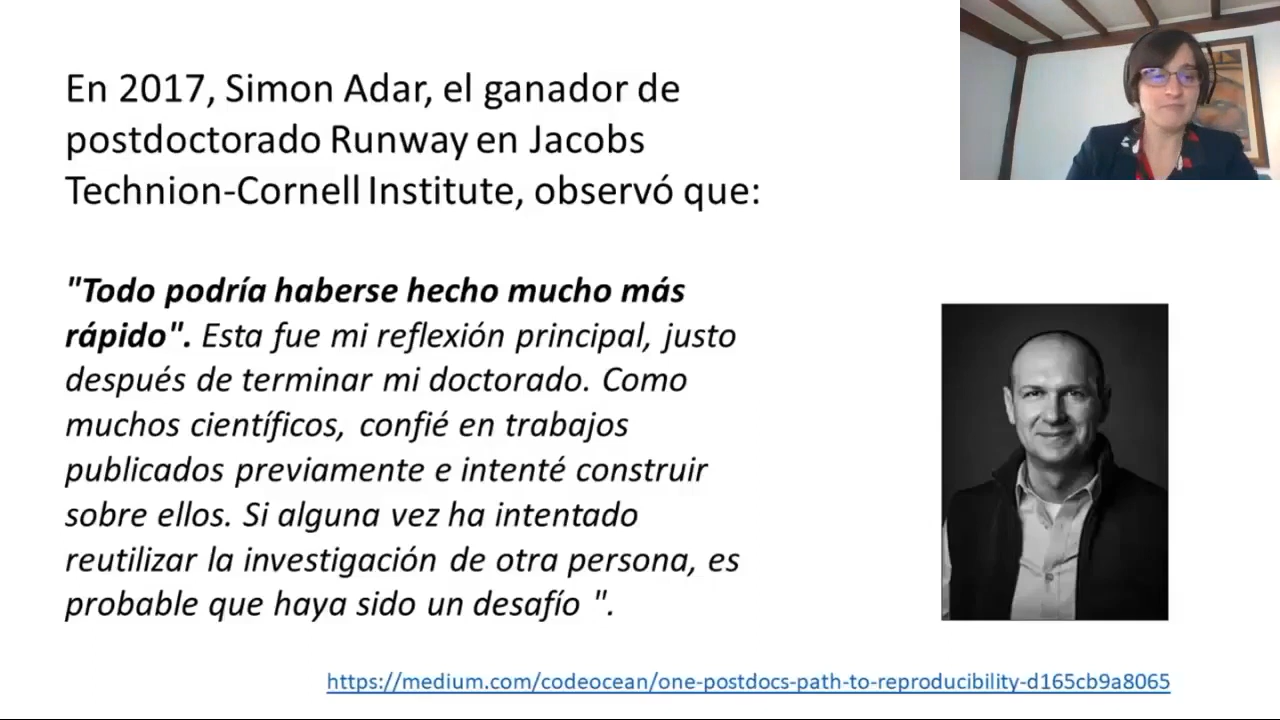 En 2017, Simon Adar, el ganador de
postdoctorado Runway en Jacobs
Technion-Cornell Institute, observó que:
"Todo podría haberse hecho mucho más
rápido". Esta fue mi reflexión principal, justo
después de terminar mi doctorado. Como
muchos científicos, confié en trabajos
publicados previamente e intenté construir
sobre ellos. Si alguna vez ha intentado
reutilizar la investigación de otra persona, es
probable que haya sido un desafío ".
https://medium.com/codeocean/one-postdocs-path-to-reproducibility-d165cb9a8065